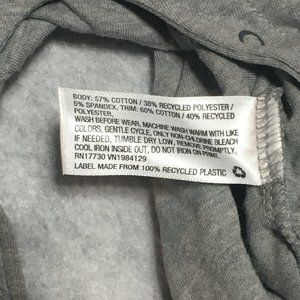 BODY: 57% COTTON / 38% RECYCLED POLYESTER /
5% SPANDEX, TRIM: 60% COTTON / 40% RECYCLED
POLYESTER.
WASH BEFORE WEAR, MACHINE WASH WARM WITH LIKE
COLORS, GENTLE CYCLE, ONLY NON-CHLORINE BLEACH
IF NEEDED, TUMBLE DRY LOW, REMOVE PROMPTLY,
COOL IRON INSIDE OUT, DO NOT IRON ON PRINT.
RN17730 VN1984129
LABEL MADE FROM 100% RECYCLED PLASTIC